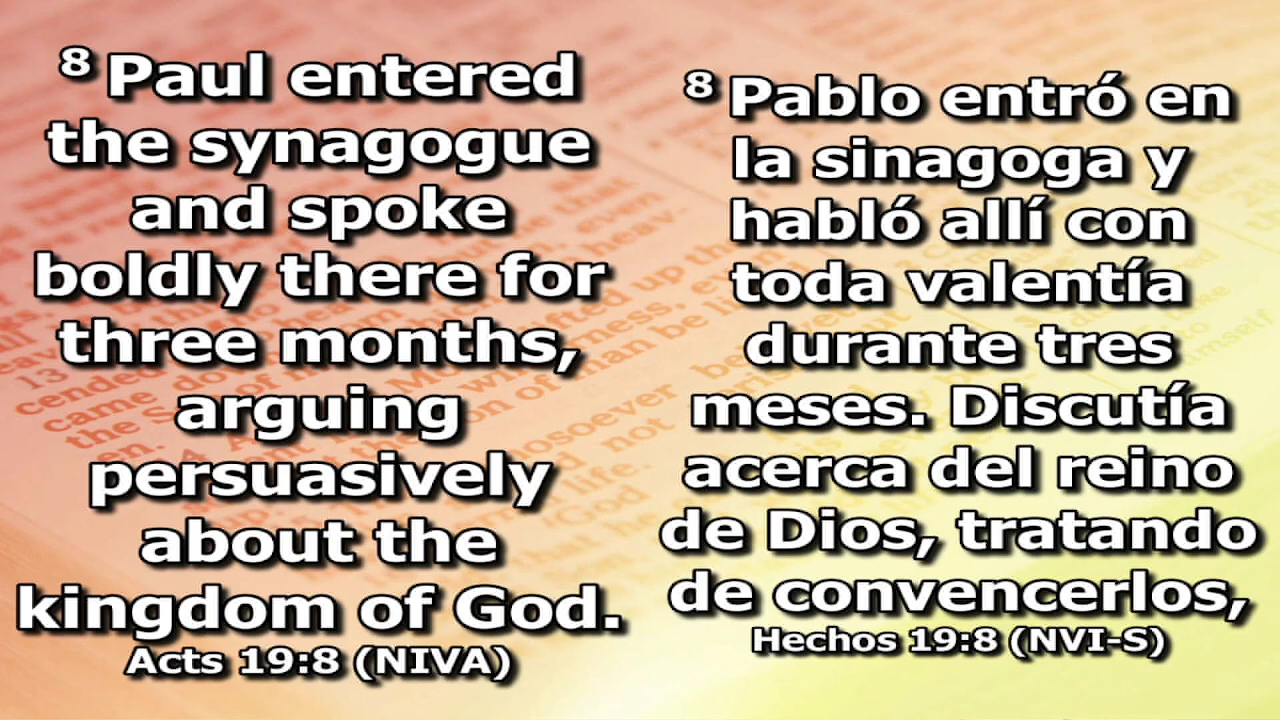 ⁸ Paul entered
the synagogue
and spoke
boldly there for
three months,
arguing
persuasively
about the
kingdom of God.
Acts 19:8 (NIVA)
⁸ Pablo entró en
la sinagoga y
habló allí con
toda valentía
durante tres
meses. Discutía
acerca del reino
de Dios, tratando
de convencerlos,
Hechos 19:8 (NVI-S)